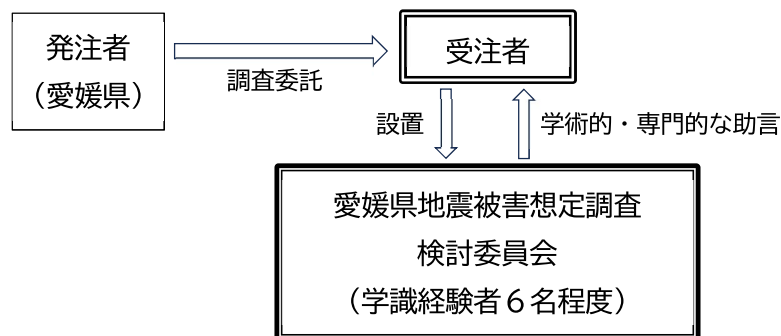 発注者
（愛媛県）
調査委託
受注者
設置
学術的・専門的な助言
愛媛県地震被害想定調査
検討委員会
（学識経験者６名程度）